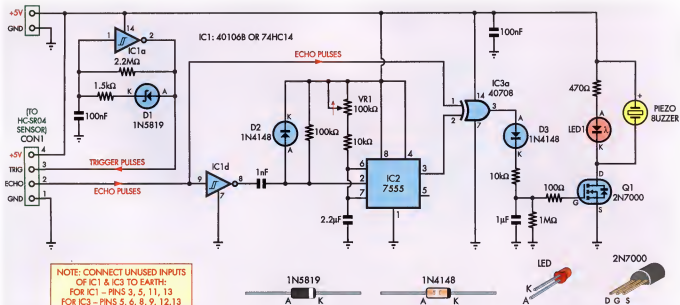 +5V
GND
14
1
2
IC1a
IC1: 40106B OR 74HC14
2.2MΩ
1.5kΩ
K
A
D1
1N5819
100nF
(TO
HC-SR04
SENSOR)
CON1
+5V
4
TRIG
3
ECHO
2
GND
1
TRIGGER PULSES
ECHO PULSES
ECHO PULSES
9
IC1d
8
7
1nF
D2
1N4148
K
A
100kΩ
VR1
100kΩ
10kΩ
2.2µF
8
4
6
2
7
3
5
1
IC2
7555
100nF
14
IC3a
4070B
1
2
3
7
A
D3
1N4148
K
10kΩ
1µF
1MΩ
100Ω
470Ω
A
LED1
λ
K
+
PIEZO
BUZZER
D
G
S
Q1
2N7000
NOTE: CONNECT UNUSED INPUTS
OF IC1 & IC3 TO EARTH:
FOR IC1 – PINS 3, 5, 11, 13
FOR IC3 – PINS 5, 6, 8, 9, 12,13
1N5819
A
K
1N4148
A
K
LED
K
A
2N7000
D G S